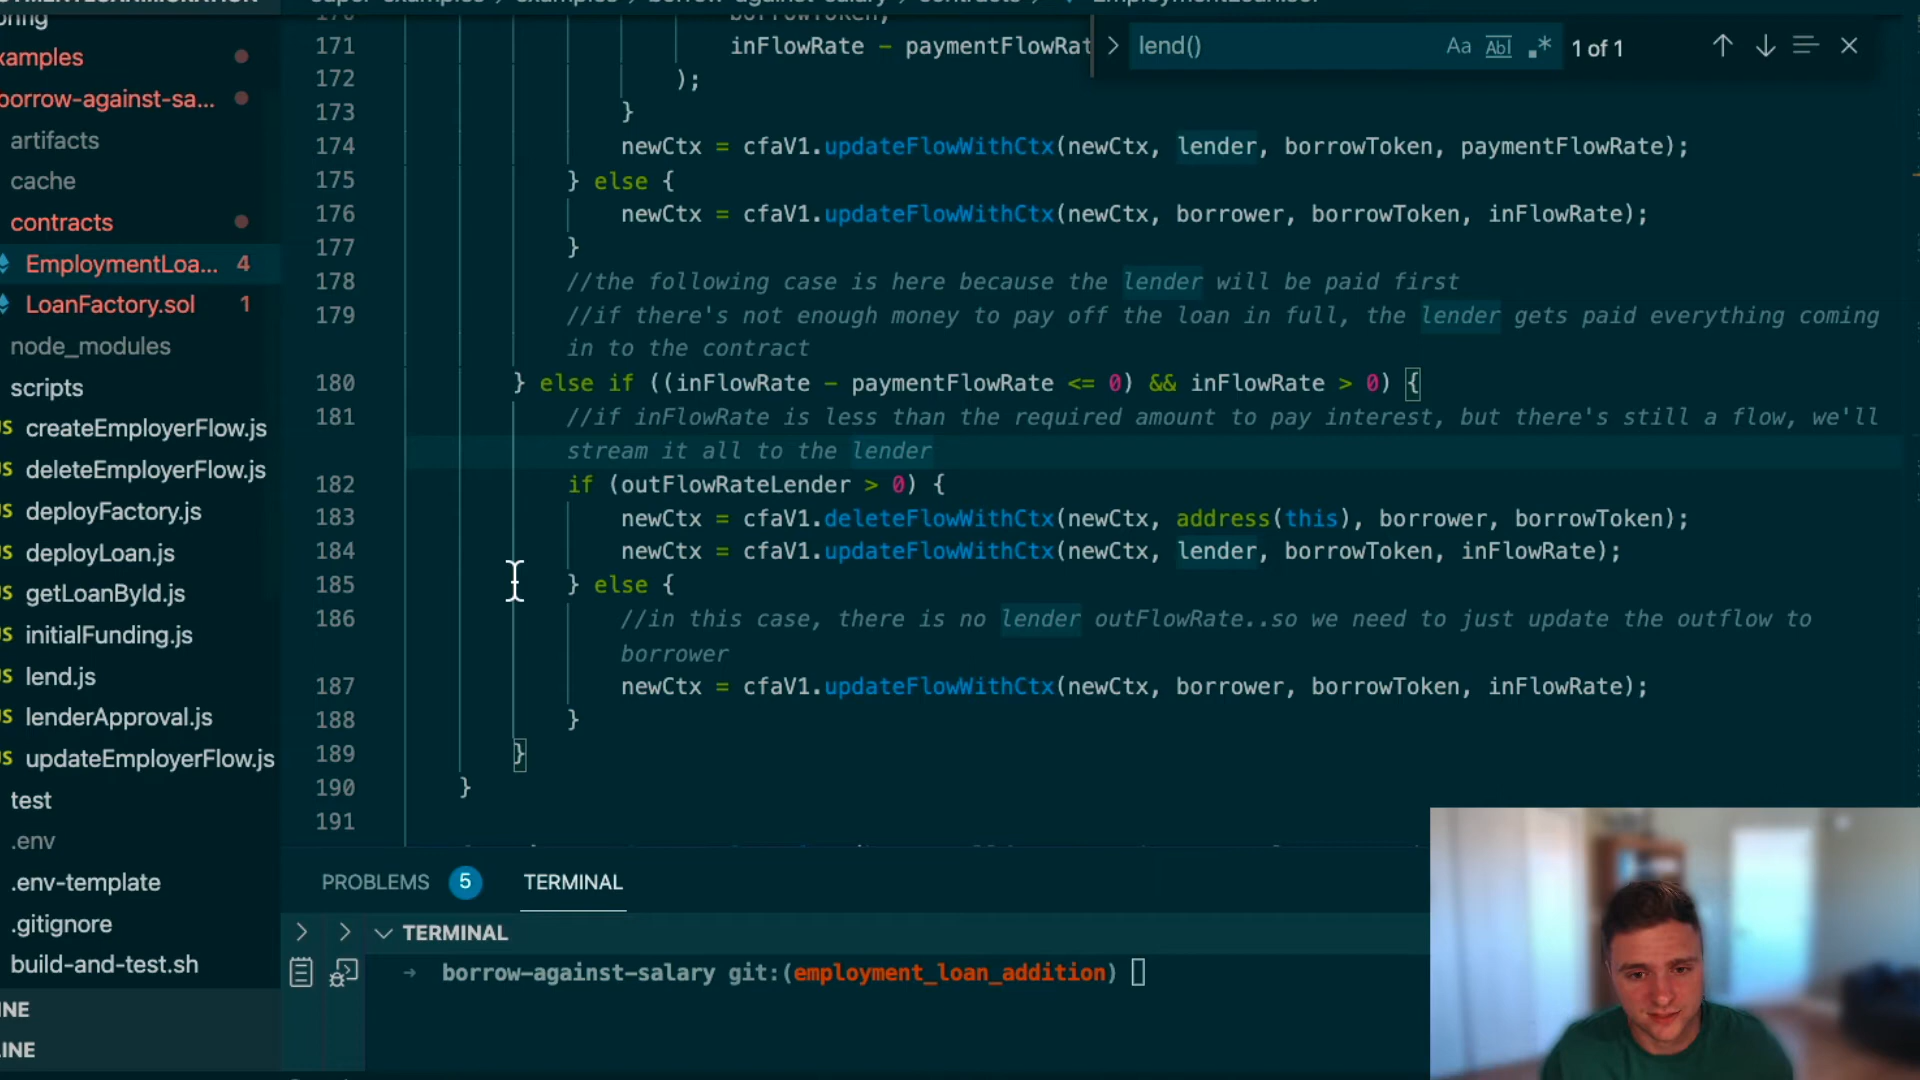 examples
borrow-against-sa...
artifacts
cache
contracts
EmploymentLoa... 4
LoanFactory.sol 1
node_modules
scripts
createEmployerFlow.js
deleteEmployerFlow.js
deployFactory.js
deployLoan.js
getLoanById.js
initialFunding.js
lend.js
lenderApproval.js
updateEmployerFlow.js
test
.env
.env-template
.gitignore
build-and-test.sh
INE
LINE
lend() Aa Abl .* 1 of 1
171 inFlowRate - paymentFlowRat
172 );
173 }
174 newCtx = cfaV1.updateFlowWithCtx(newCtx, lender, borrowToken, paymentFlowRate);
175 } else {
176 newCtx = cfaV1.updateFlowWithCtx(newCtx, borrower, borrowToken, inFlowRate);
177 }
178 //the following case is here because the lender will be paid first
179 //if there's not enough money to pay off the loan in full, the lender gets paid everything coming
in to the contract
180 } else if ((inFlowRate - paymentFlowRate <= 0) && inFlowRate > 0) {
181 //if inFlowRate is less than the required amount to pay interest, but there's still a flow, we'll
stream it all to the lender
182 if (outFlowRateLender > 0) {
183 newCtx = cfaV1.deleteFlowWithCtx(newCtx, address(this), borrower, borrowToken);
184 newCtx = cfaV1.updateFlowWithCtx(newCtx, lender, borrowToken, inFlowRate);
185 } else {
186 //in this case, there is no lender outFlowRate..so we need to just update the outflow to
borrower
187 newCtx = cfaV1.updateFlowWithCtx(newCtx, borrower, borrowToken, inFlowRate);
188 }
189 }
190 }
191
PROBLEMS 5 TERMINAL
TERMINAL
→ borrow-against-salary git:(employment_loan_addition)